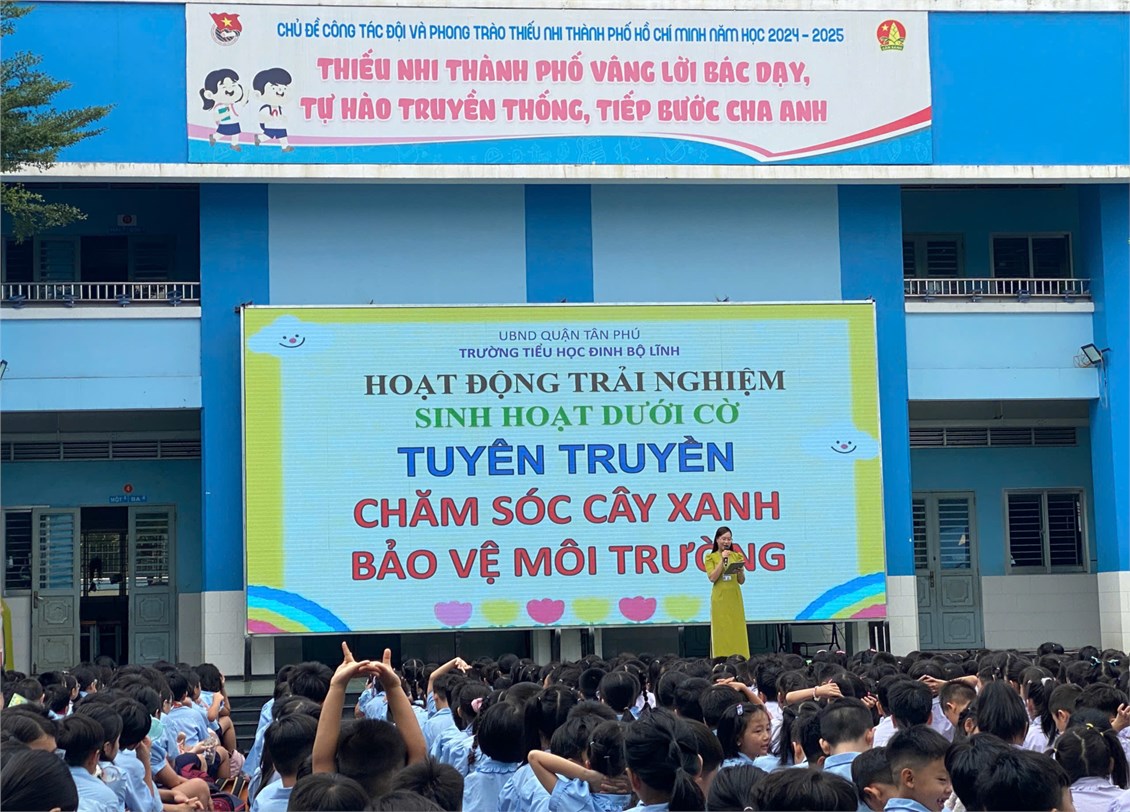 CHỦ ĐỀ CÔNG TÁC ĐỘI VÀ PHONG TRÀO THIẾU NHI THÀNH PHỐ HỒ CHÍ MINH NĂM HỌC 2024 - 2025
THIẾU NHI THÀNH PHỐ VÂNG LỜI BÁC DẠY,
TỰ HÀO TRUYỀN THỐNG, TIẾP BƯỚC CHA ANH
UBND QUẬN TÂN PHÚ
TRƯỜNG TIỂU HỌC ĐINH BỘ LĨNH
HOẠT ĐỘNG TRẢI NGHIỆM
SINH HOẠT DƯỚI CỜ
TUYÊN TRUYỀN
CHĂM SÓC CÂY XANH
BẢO VỆ MÔI TRƯỜNG